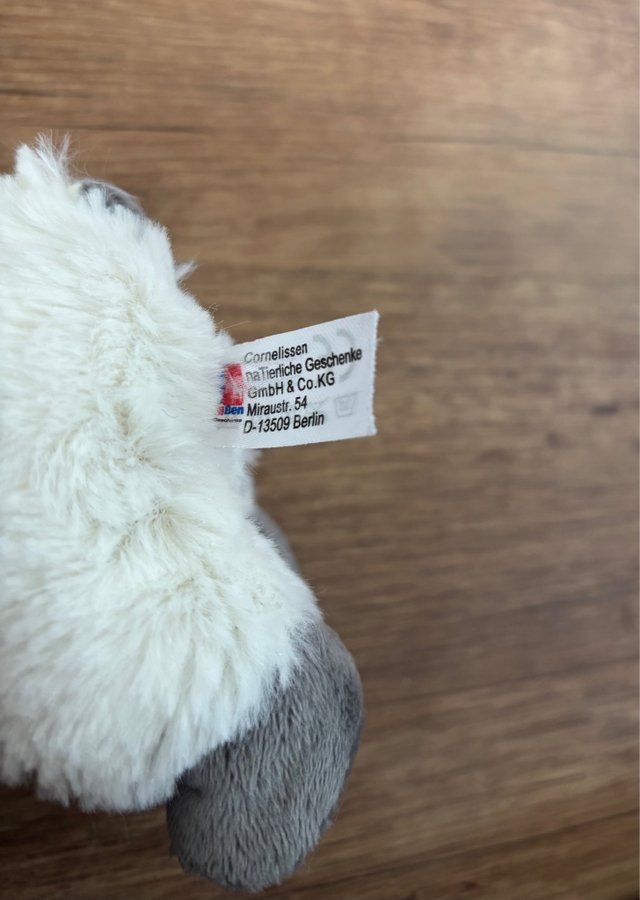 Cornelissen
naTierliche Geschenke
GmbH & Co.KG
Miraustr. 54
D-13509 Berlin